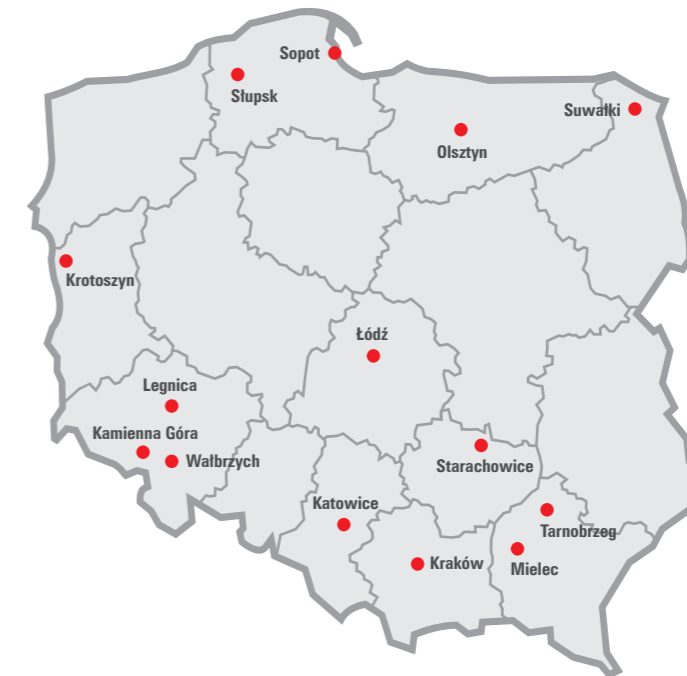 Sopot
Słupsk
Suwałki
Olsztyn
Krotoszyn
Łódź
Legnica
Kamienna Góra
Wałbrzych
Starachowice
Katowice
Tarnobrzeg
Kraków
Mielec